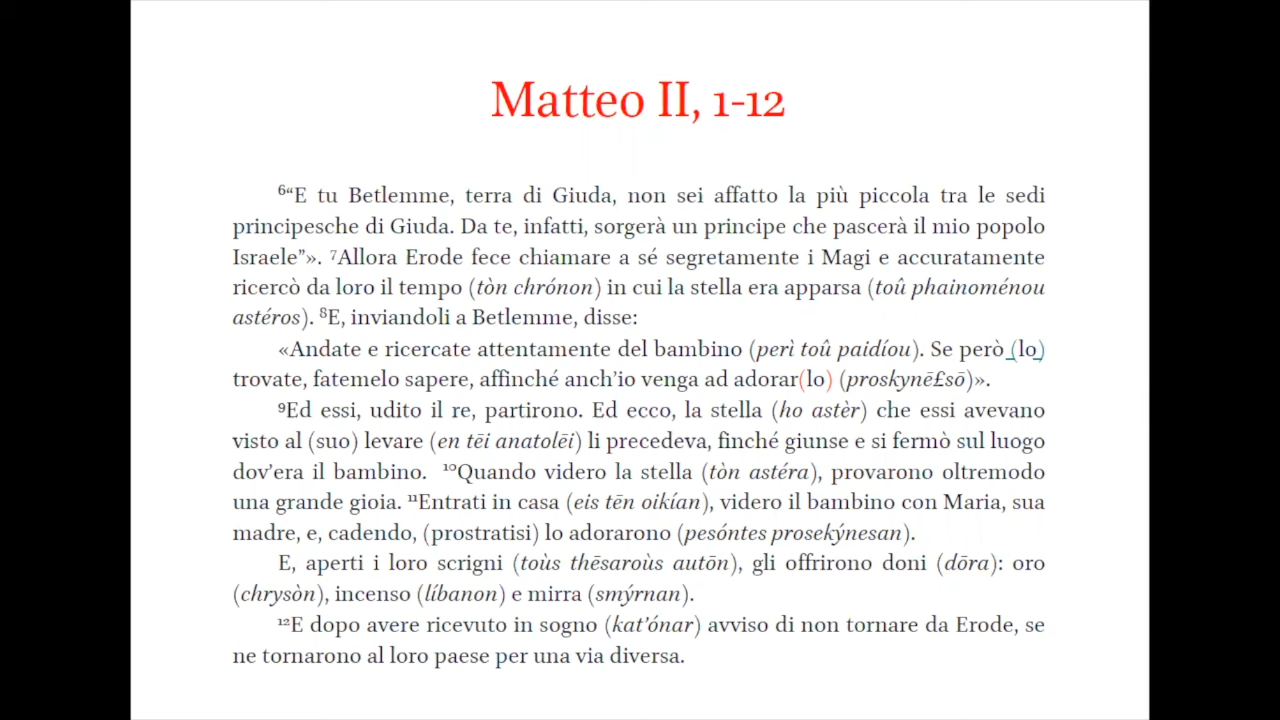 Matteo II, 1-12
⁶“E tu Betlemme, terra di Giuda, non sei affatto la più piccola tra le sedi
principesche di Giuda. Da te, infatti, sorgerà un principe che pascerà il mio popolo
Israele”». ⁷Allora Erode fece chiamare a sé segretamente i Magi e accuratamente
ricercò da loro il tempo (tòn chrónon) in cui la stella era apparsa (toû phainoménou
astéros). ⁸E, inviandoli a Betlemme, disse:
«Andate e ricercate attentamente del bambino (perì toû paidíou). Se però (lo)
trovate, fatemelo sapere, affinché anch’io venga ad adorar(lo) (proskynē£sō)».
⁹Ed essi, udito il re, partirono. Ed ecco, la stella (ho astèr) che essi avevano
visto al (suo) levare (en tēi anatolēi) li precedeva, finché giunse e si fermò sul luogo
dov’era il bambino. ¹⁰Quando videro la stella (tòn astéra), provarono oltremodo
una grande gioia. ¹¹Entrati in casa (eis tēn oikían), videro il bambino con Maria, sua
madre, e, cadendo, (prostratisi) lo adorarono (pesóntes prosekýnesan).
E, aperti i loro scrigni (toùs thēsaroùs autōn), gli offrirono doni (dōra): oro
(chrysòn), incenso (líbanon) e mirra (smýrnan).
¹²E dopo avere ricevuto in sogno (kat’ónar) avviso di non tornare da Erode, se
ne tornarono al loro paese per una via diversa.